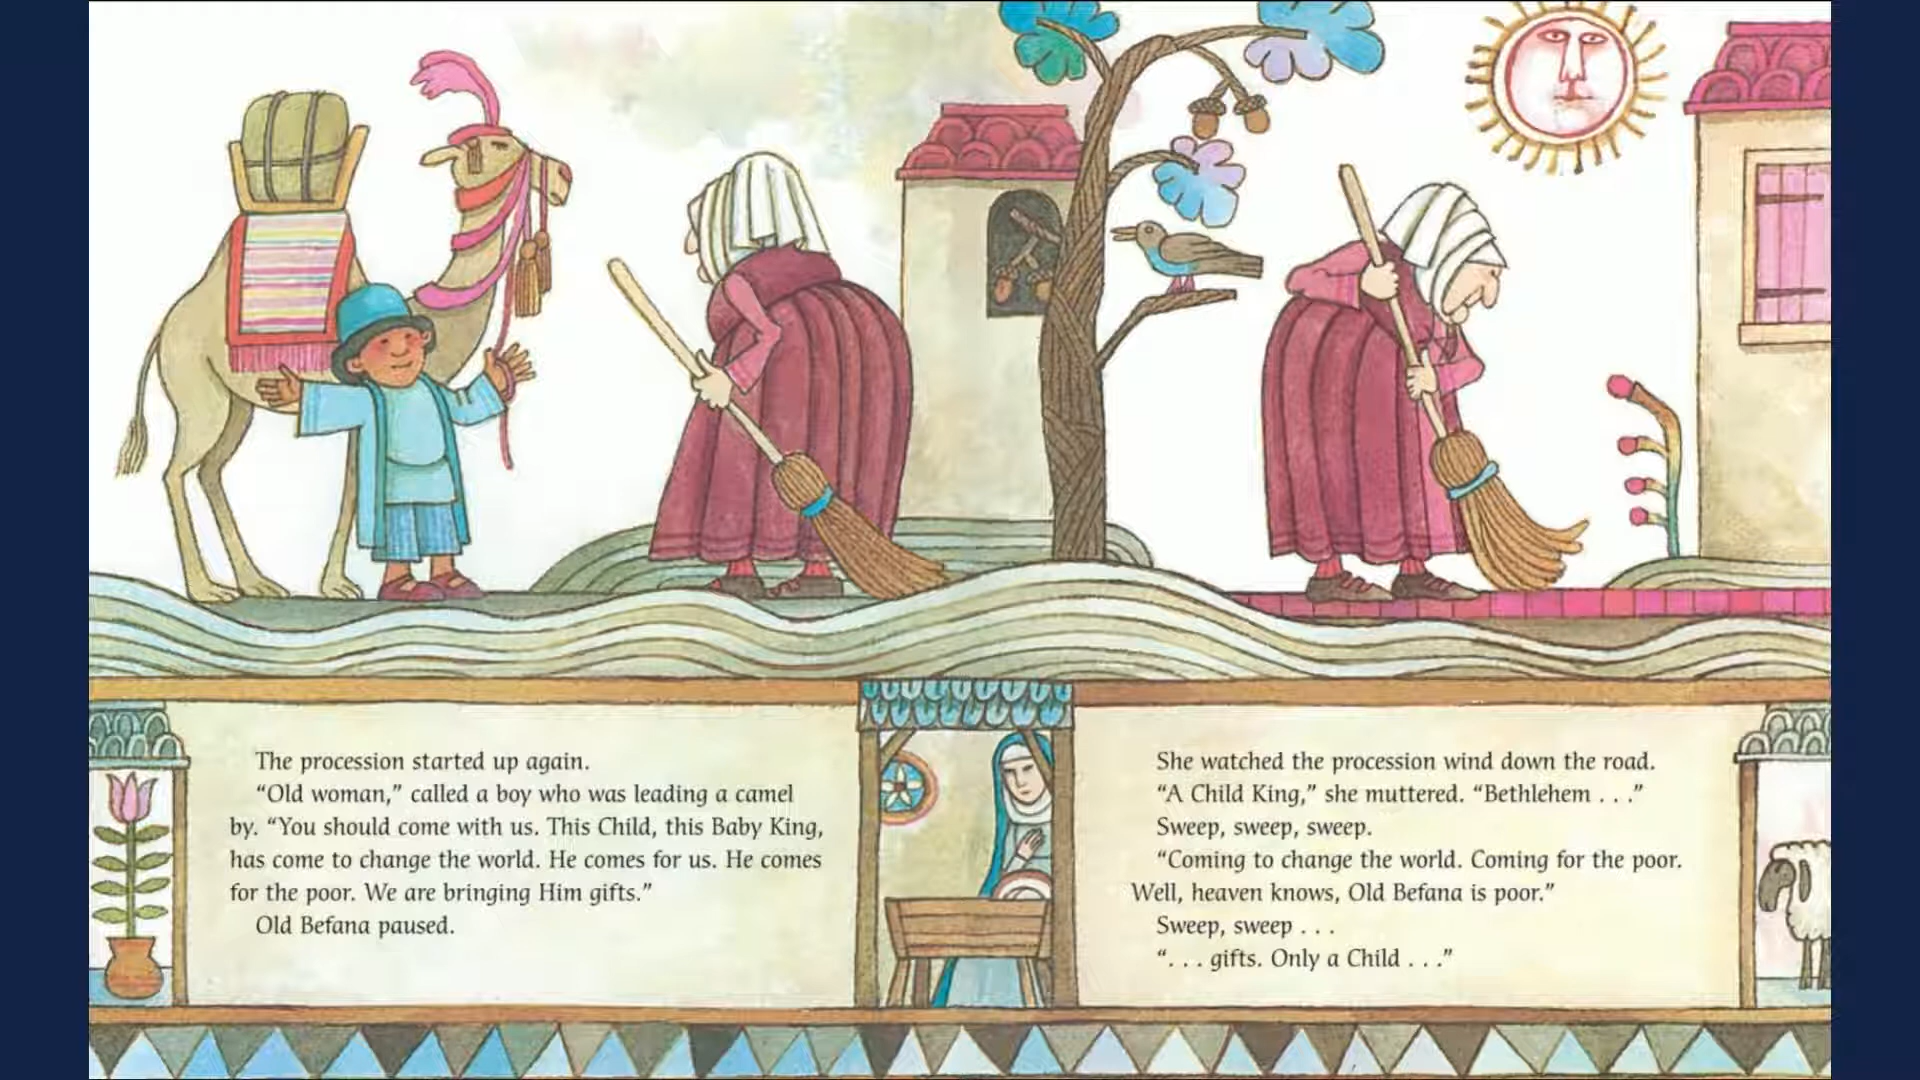 The procession started up again.
“Old woman,” called a boy who was leading a camel
by. “You should come with us. This Child, this Baby King,
has come to change the world. He comes for us. He comes
for the poor. We are bringing Him gifts.”
Old Befana paused.
She watched the procession wind down the road.
“A Child King,” she muttered. “Bethlehem . . .”
Sweep, sweep, sweep.
“Coming to change the world. Coming for the poor.
Well, heaven knows, Old Befana is poor.”
Sweep, sweep . . .
“. . . gifts. Only a Child . . .”